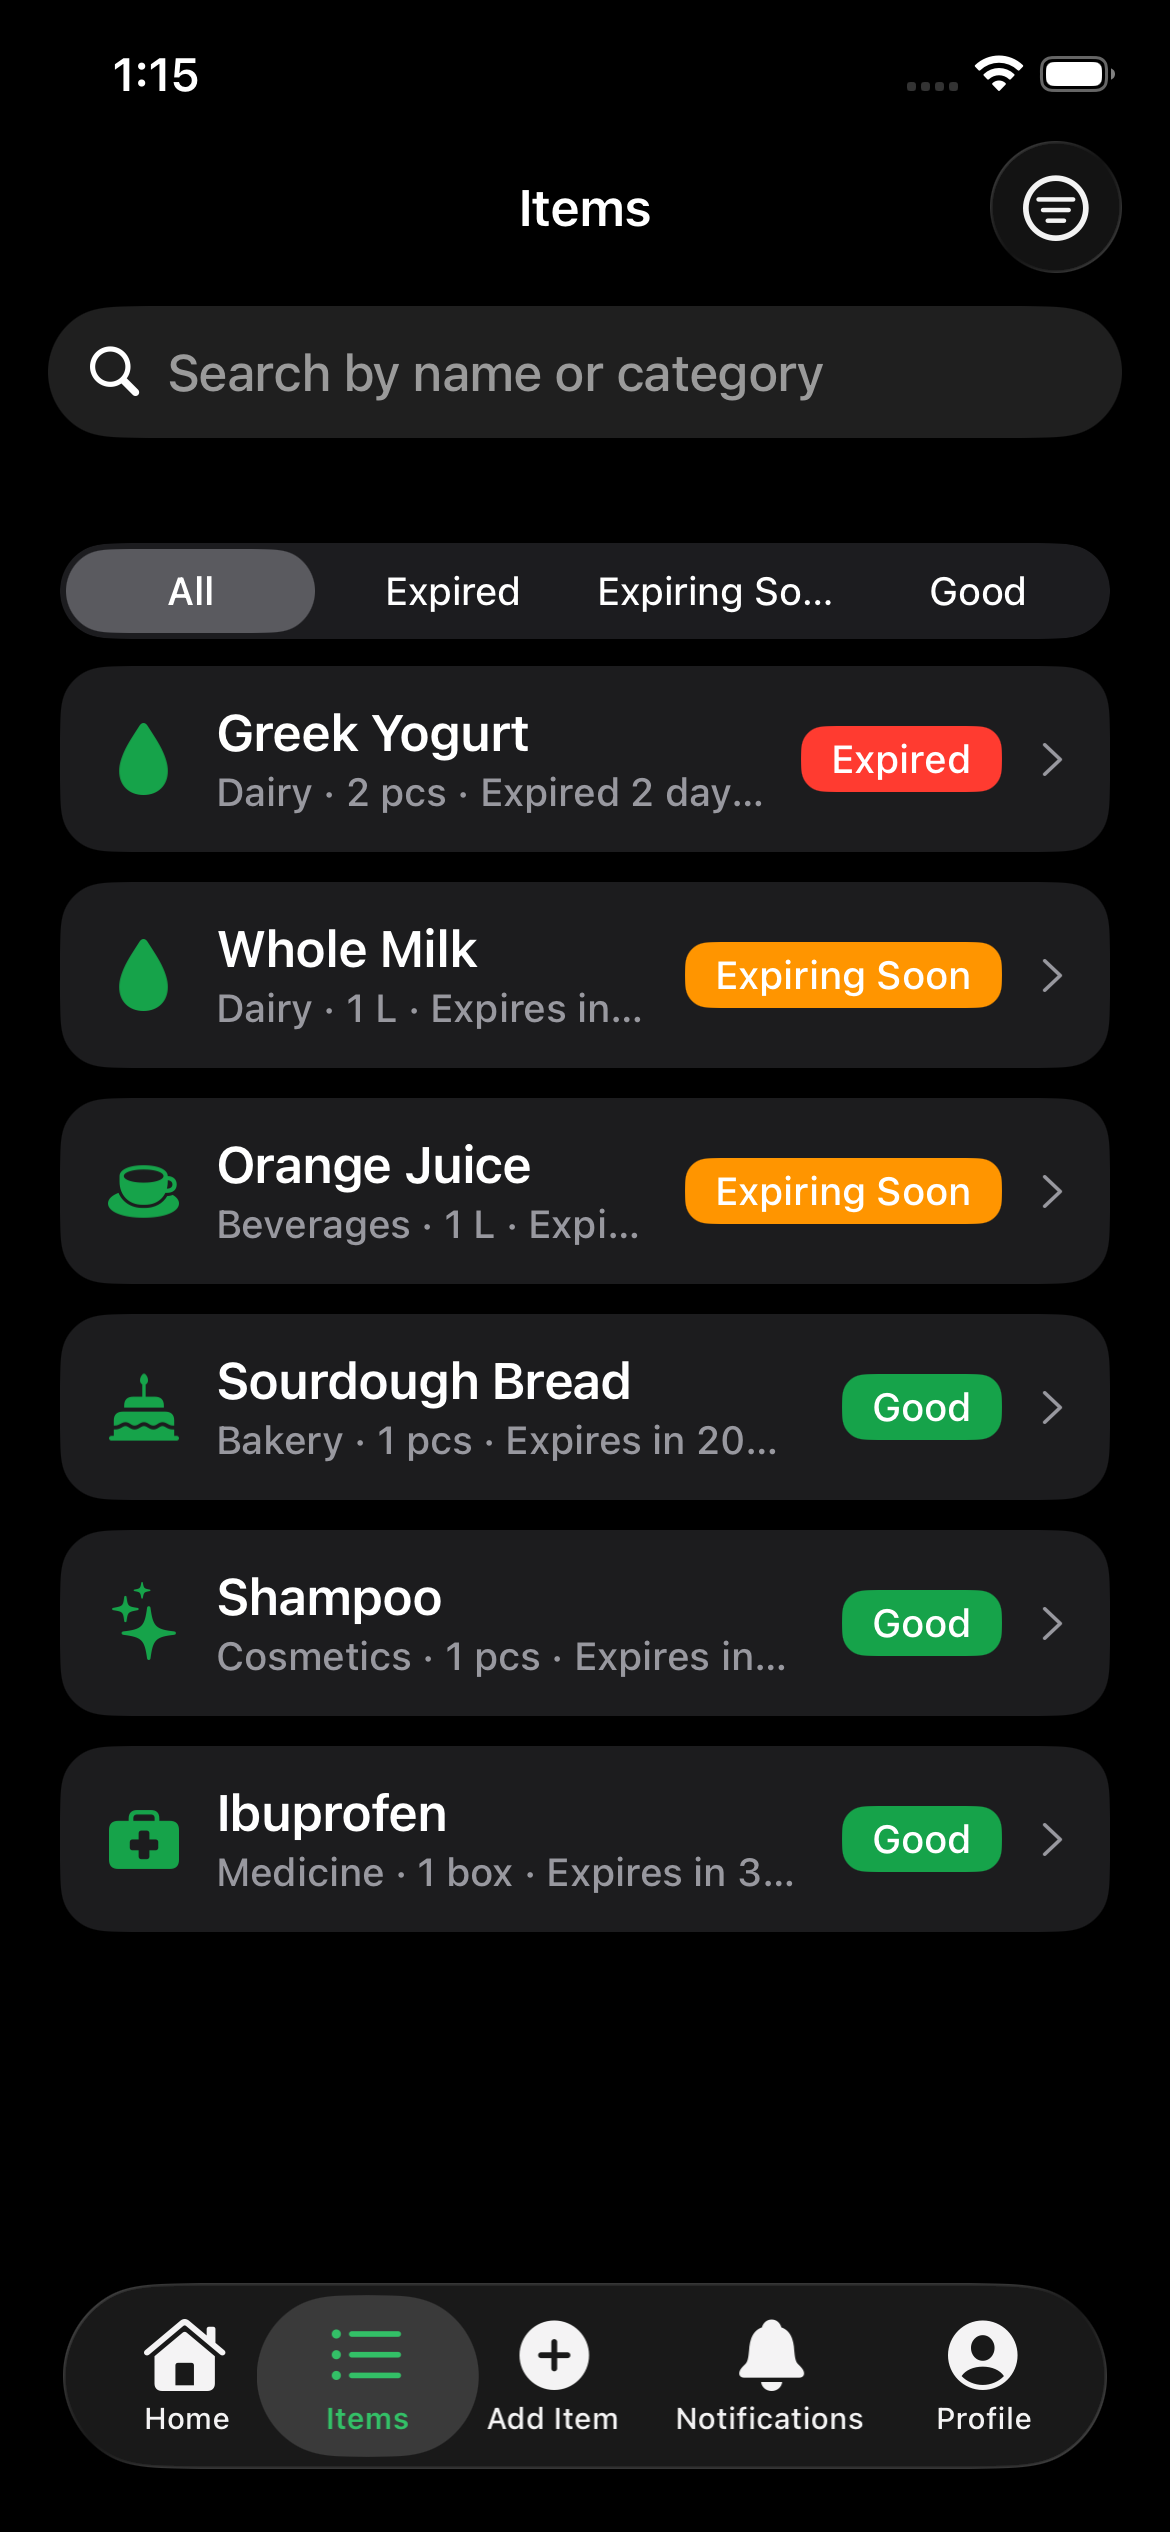 1:15
Items
Search by name or category
All
Expired
Expiring So...
Good
Greek Yogurt
Dairy · 2 pcs · Expired 2 day...
Expired
Whole Milk
Dairy · 1 L · Expires in...
Expiring Soon
Orange Juice
Beverages · 1 L · Expi...
Expiring Soon
Sourdough Bread
Bakery · 1 pcs · Expires in 20...
Good
Shampoo
Cosmetics · 1 pcs · Expires in...
Good
Ibuprofen
Medicine · 1 box · Expires in 3...
Good
Home
Items
Add Item
Notifications
Profile